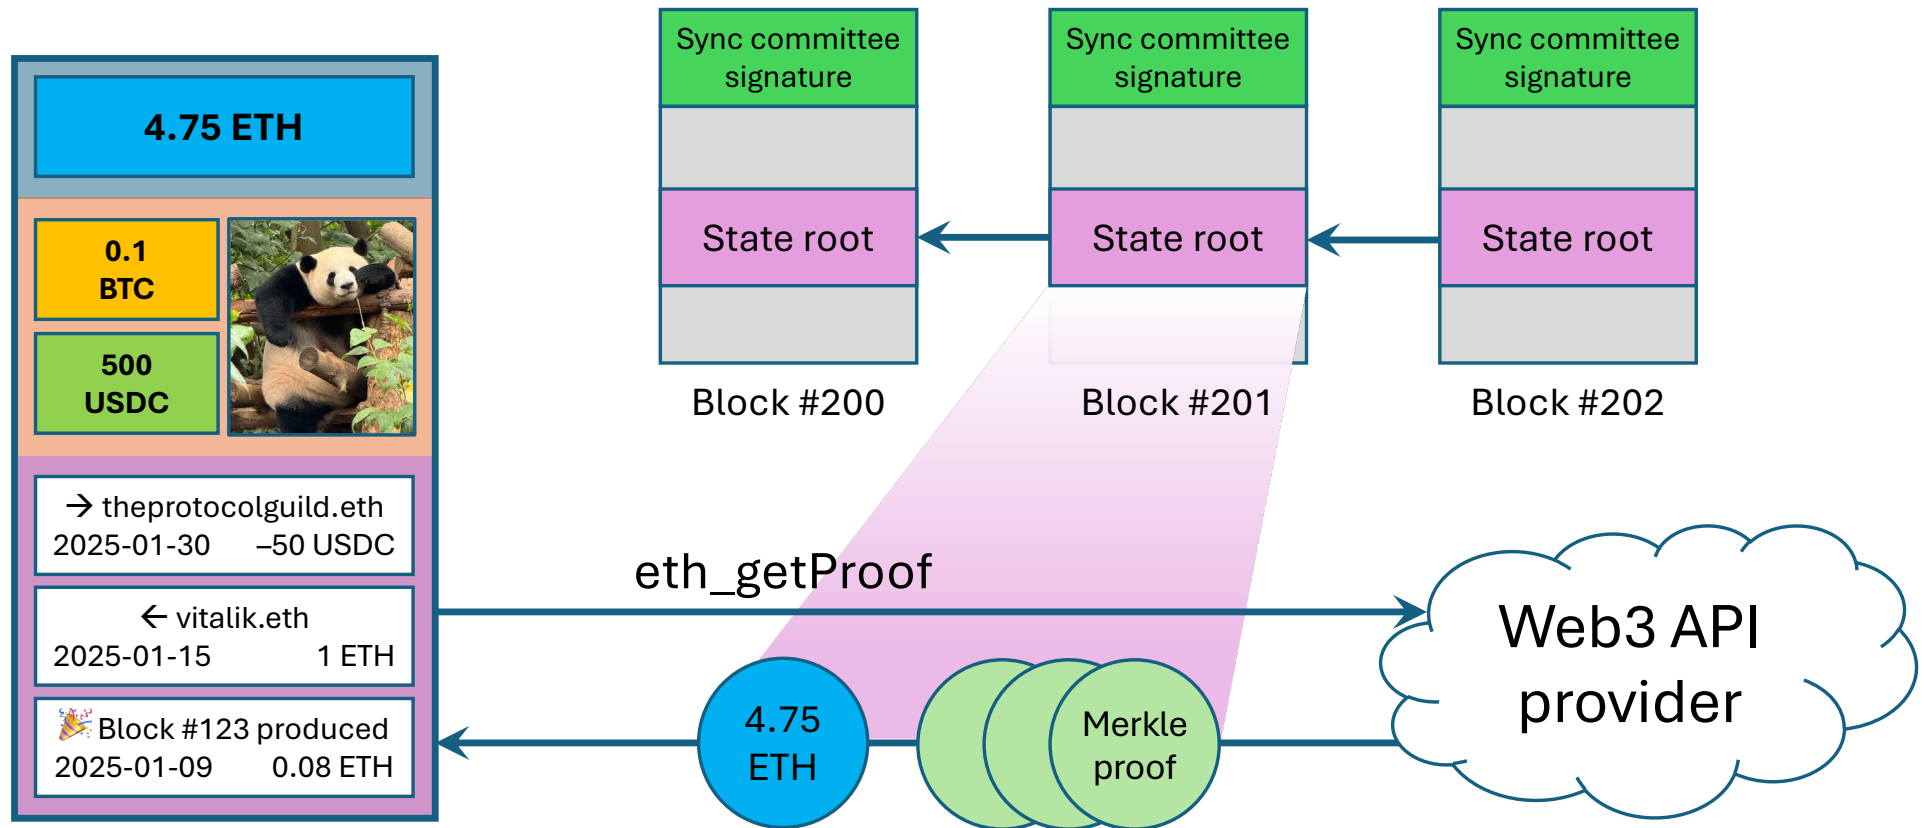 4.75 ETH
0.1
BTC
500
USDC
→ theprotocolguild.eth
2025-01-30 –50 USDC
← vitalik.eth
2025-01-15 1 ETH
🎉 Block #123 produced
2025-01-09 0.08 ETH
Sync committee
signature
State root
Block #200
Sync committee
signature
State root
Block #201
Sync committee
signature
State root
Block #202
eth_getProof
4.75
ETH
Merkle
proof
Web3 API
provider